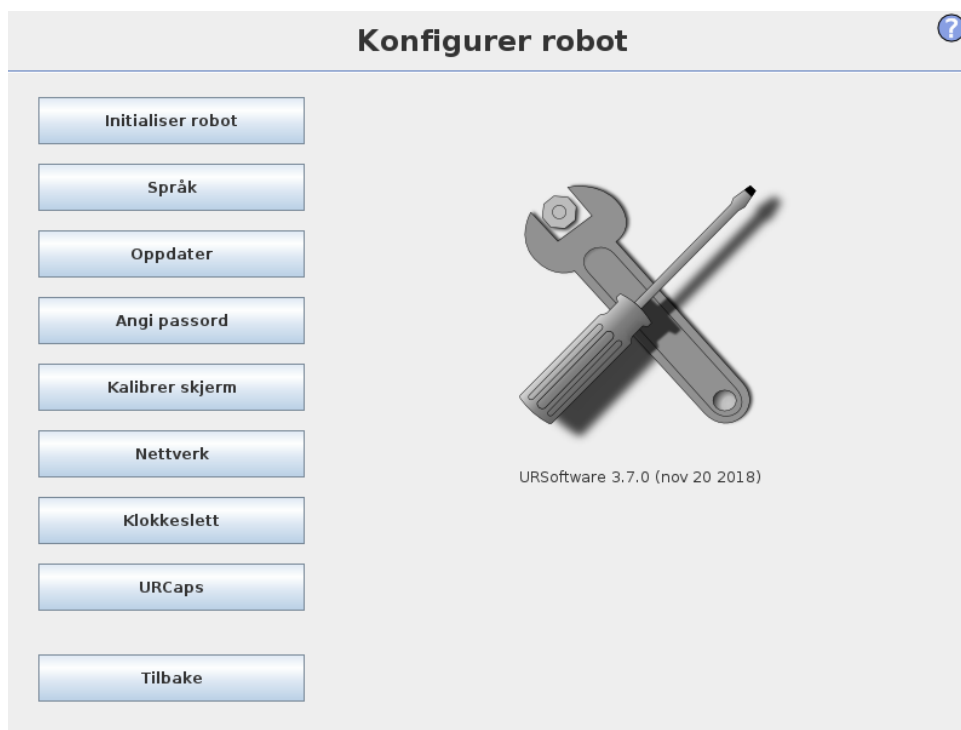 Konfigurer robot
?
Initialiser robot
Språk
Oppdater
Angi passord
Kalibrer skjerm
Nettverk
Klokkeslett
URCaps
Tilbake
URSoftware 3.7.0 (nov 20 2018)